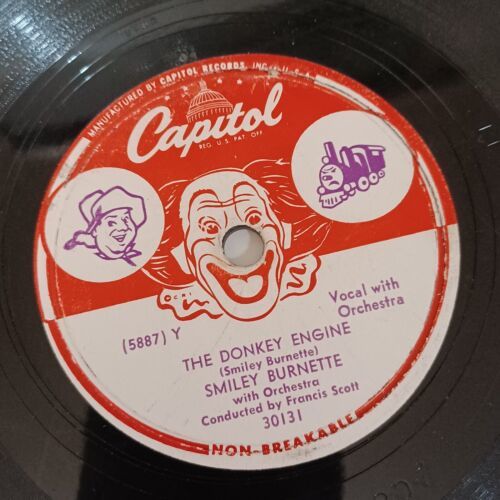 MANUFACTURED BY CAPITOL RECORDS, INC. U.S.A.
Capitol
REG. U.S. PAT. OFF.
(5887) Y
Vocal with
Orchestra
THE DONKEY ENGINE
(Smiley Burnette)
SMILEY BURNETTE
with Orchestra
Conducted by Francis Scott
30131
NON-BREAKABLE